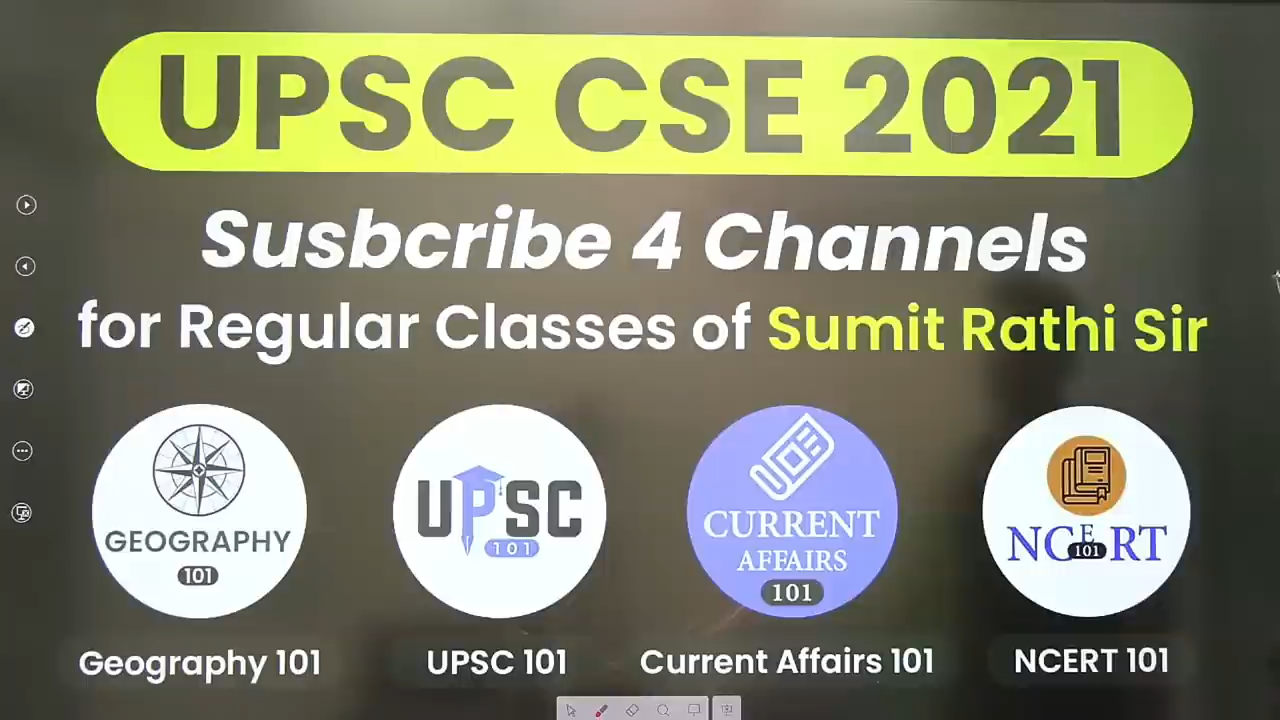 UPSC CSE 2021
Susbcribe 4 Channels
for Regular Classes of Sumit Rathi Sir
GEOGRAPHY
101
UPSC
101
CURRENT
AFFAIRS
101
NCERT
101
Geography 101
UPSC 101
Current Affairs 101
NCERT 101